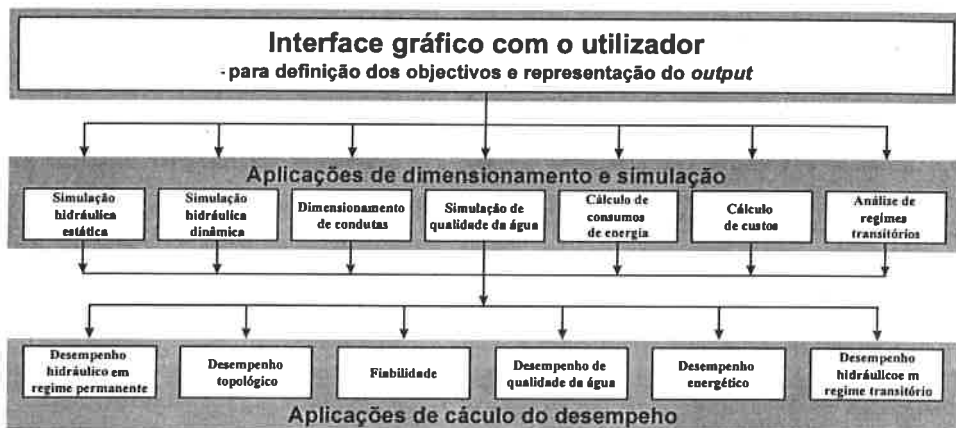 Interface gráfico com o utilizador
- para definição dos objectivos e representação do output
Aplicações de dimensionamento e simulação
Simulação
hidráulica
estática
Simulação
hidráulica
dinâmica
Dimensionamento
de condutas
Simulação de
qualidade da água
Cálculo de
consumos
de energia
Cálculo
de custos
Análise de
regimes
transitórios
Desempenho
hidráulico em
regime permanente
Desempenho
topológico
Fiabilidade
Desempenho de
qualidade da água
Desempenho
energético
Desempenho
hidráulicoe m
regime transitório
Aplicações de cáculo do desempeho